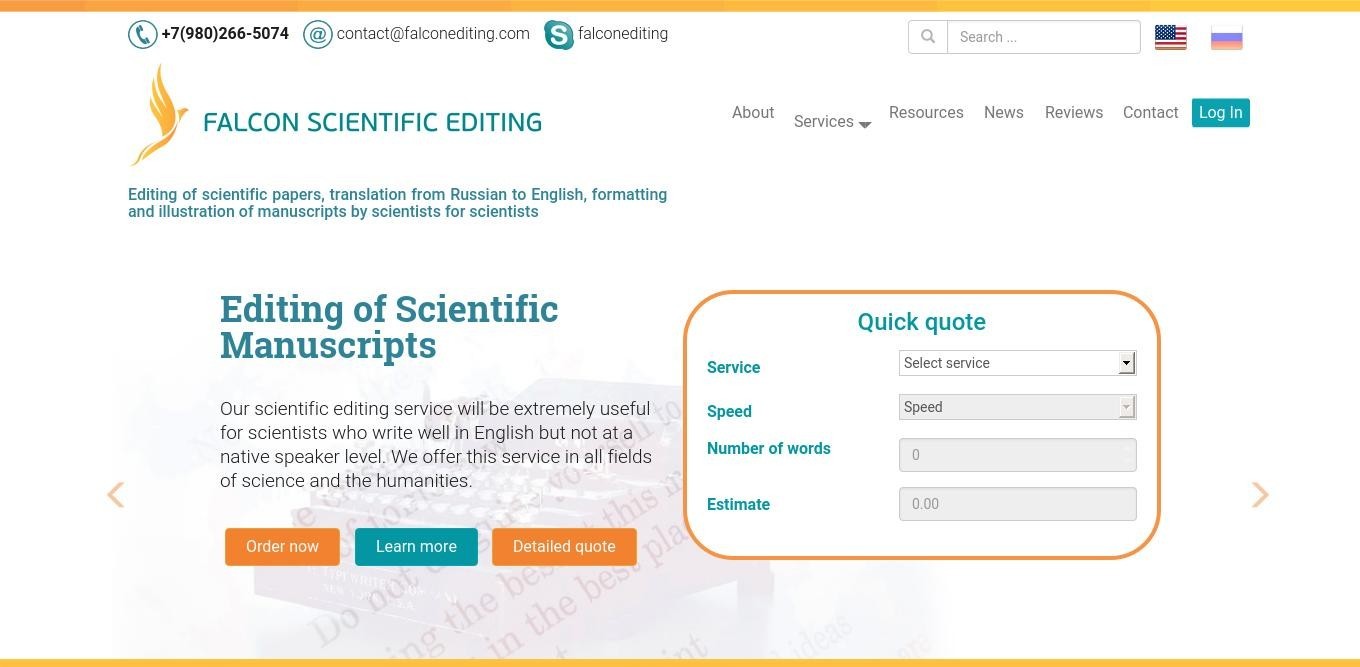 +7(980)266-5074 contact@falconediting.com falconediting Search ...
FALCON SCIENTIFIC EDITING
About Services Resources News Reviews Contact Log In
Editing of scientific papers, translation from Russian to English, formatting
and illustration of manuscripts by scientists for scientists
Editing of Scientific
Manuscripts
Our scientific editing service will be extremely useful
for scientists who write well in English but not at a
native speaker level. We offer this service in all fields
of science and the humanities.
Order now Learn more Detailed quote
Quick quote
Service Select service
Speed Speed
Number of words 0
Estimate 0.00